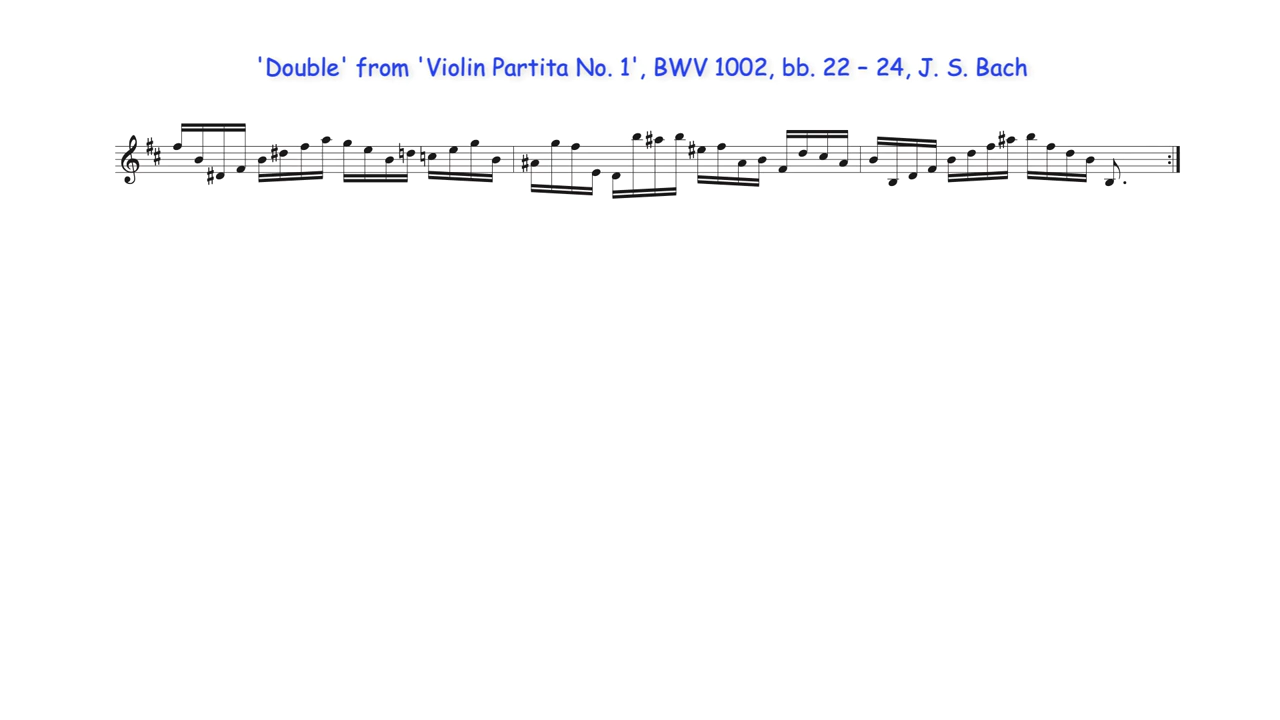 'Double' from 'Violin Partita No. 1', BWV 1002, bb. 22 – 24, J. S. Bach